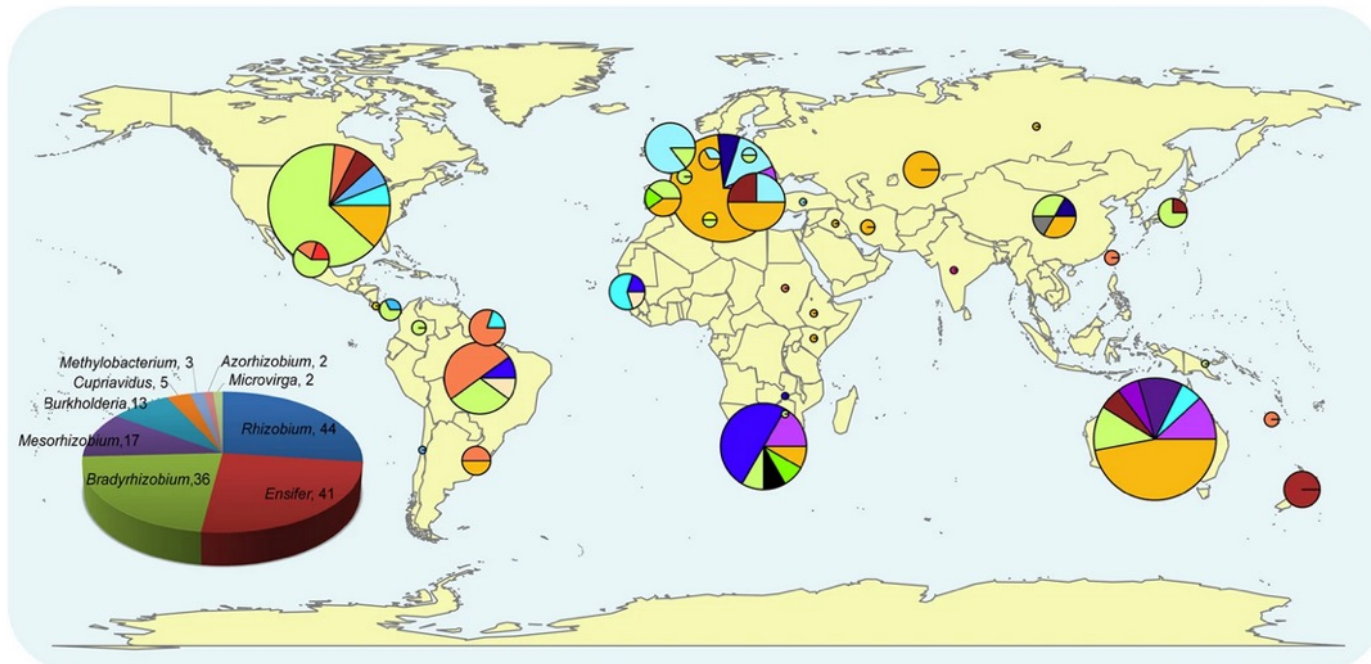 Methylobacterium, 3
Azorhizobium, 2
Cupriavidus, 5
Microvirga, 2
Burkholderia,13
Rhizobium, 44
Mesorhizobium,17
Bradyrhizobium,36
Ensifer, 41